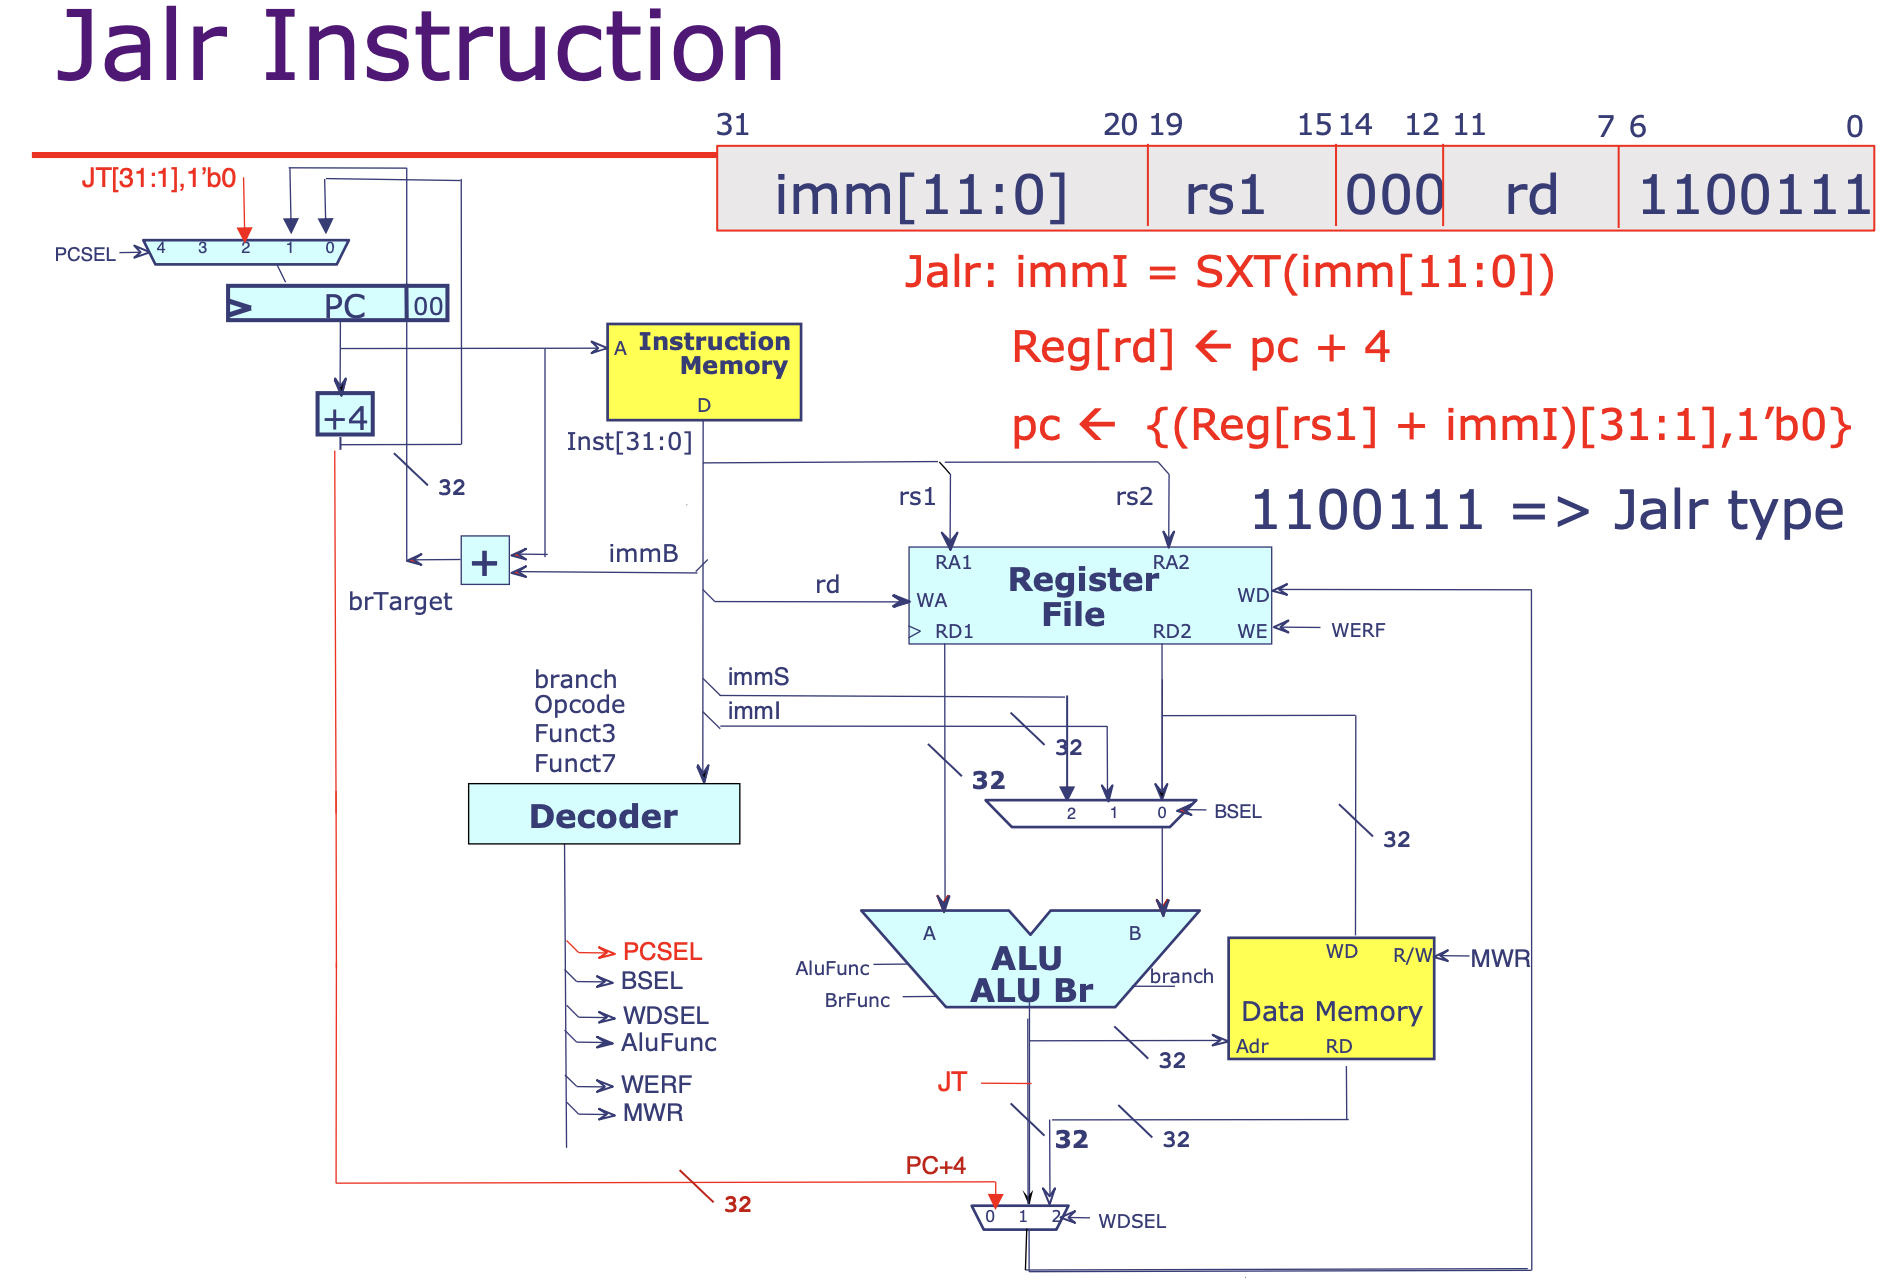 Jalr Instruction
31 20 19 15 14 12 11 7 6 0
imm[11:0] rs1 000 rd 1100111
JT[31:1],1’b0
PCSEL 4 3 2 1 0
PC 00
Jalr: immI = SXT(imm[11:0])
Reg[rd] ← pc + 4
pc ← {(Reg[rs1] + immI)[31:1],1’b0}
1100111 => Jalr type
A Instruction
Memory
D
+4
Inst[31:0]
32
rs1 rs2
+
immB
brTarget
rd
RA1 RA2
Register
File
WA WD
RD1 RD2 WE
WERF
immS
immI
32
32
branch
Opcode
Funct3
Funct7
Decoder
2 1 0
BSEL
32
PCSEL
BSEL
WDSEL
AluFunc
WERF
MWR
A B
ALU
ALU Br
AluFunc
BrFunc
branch
WD R/W
MWR
Data Memory
Adr RD
32
JT
32
32
PC+4
32
0 1 2
WDSEL